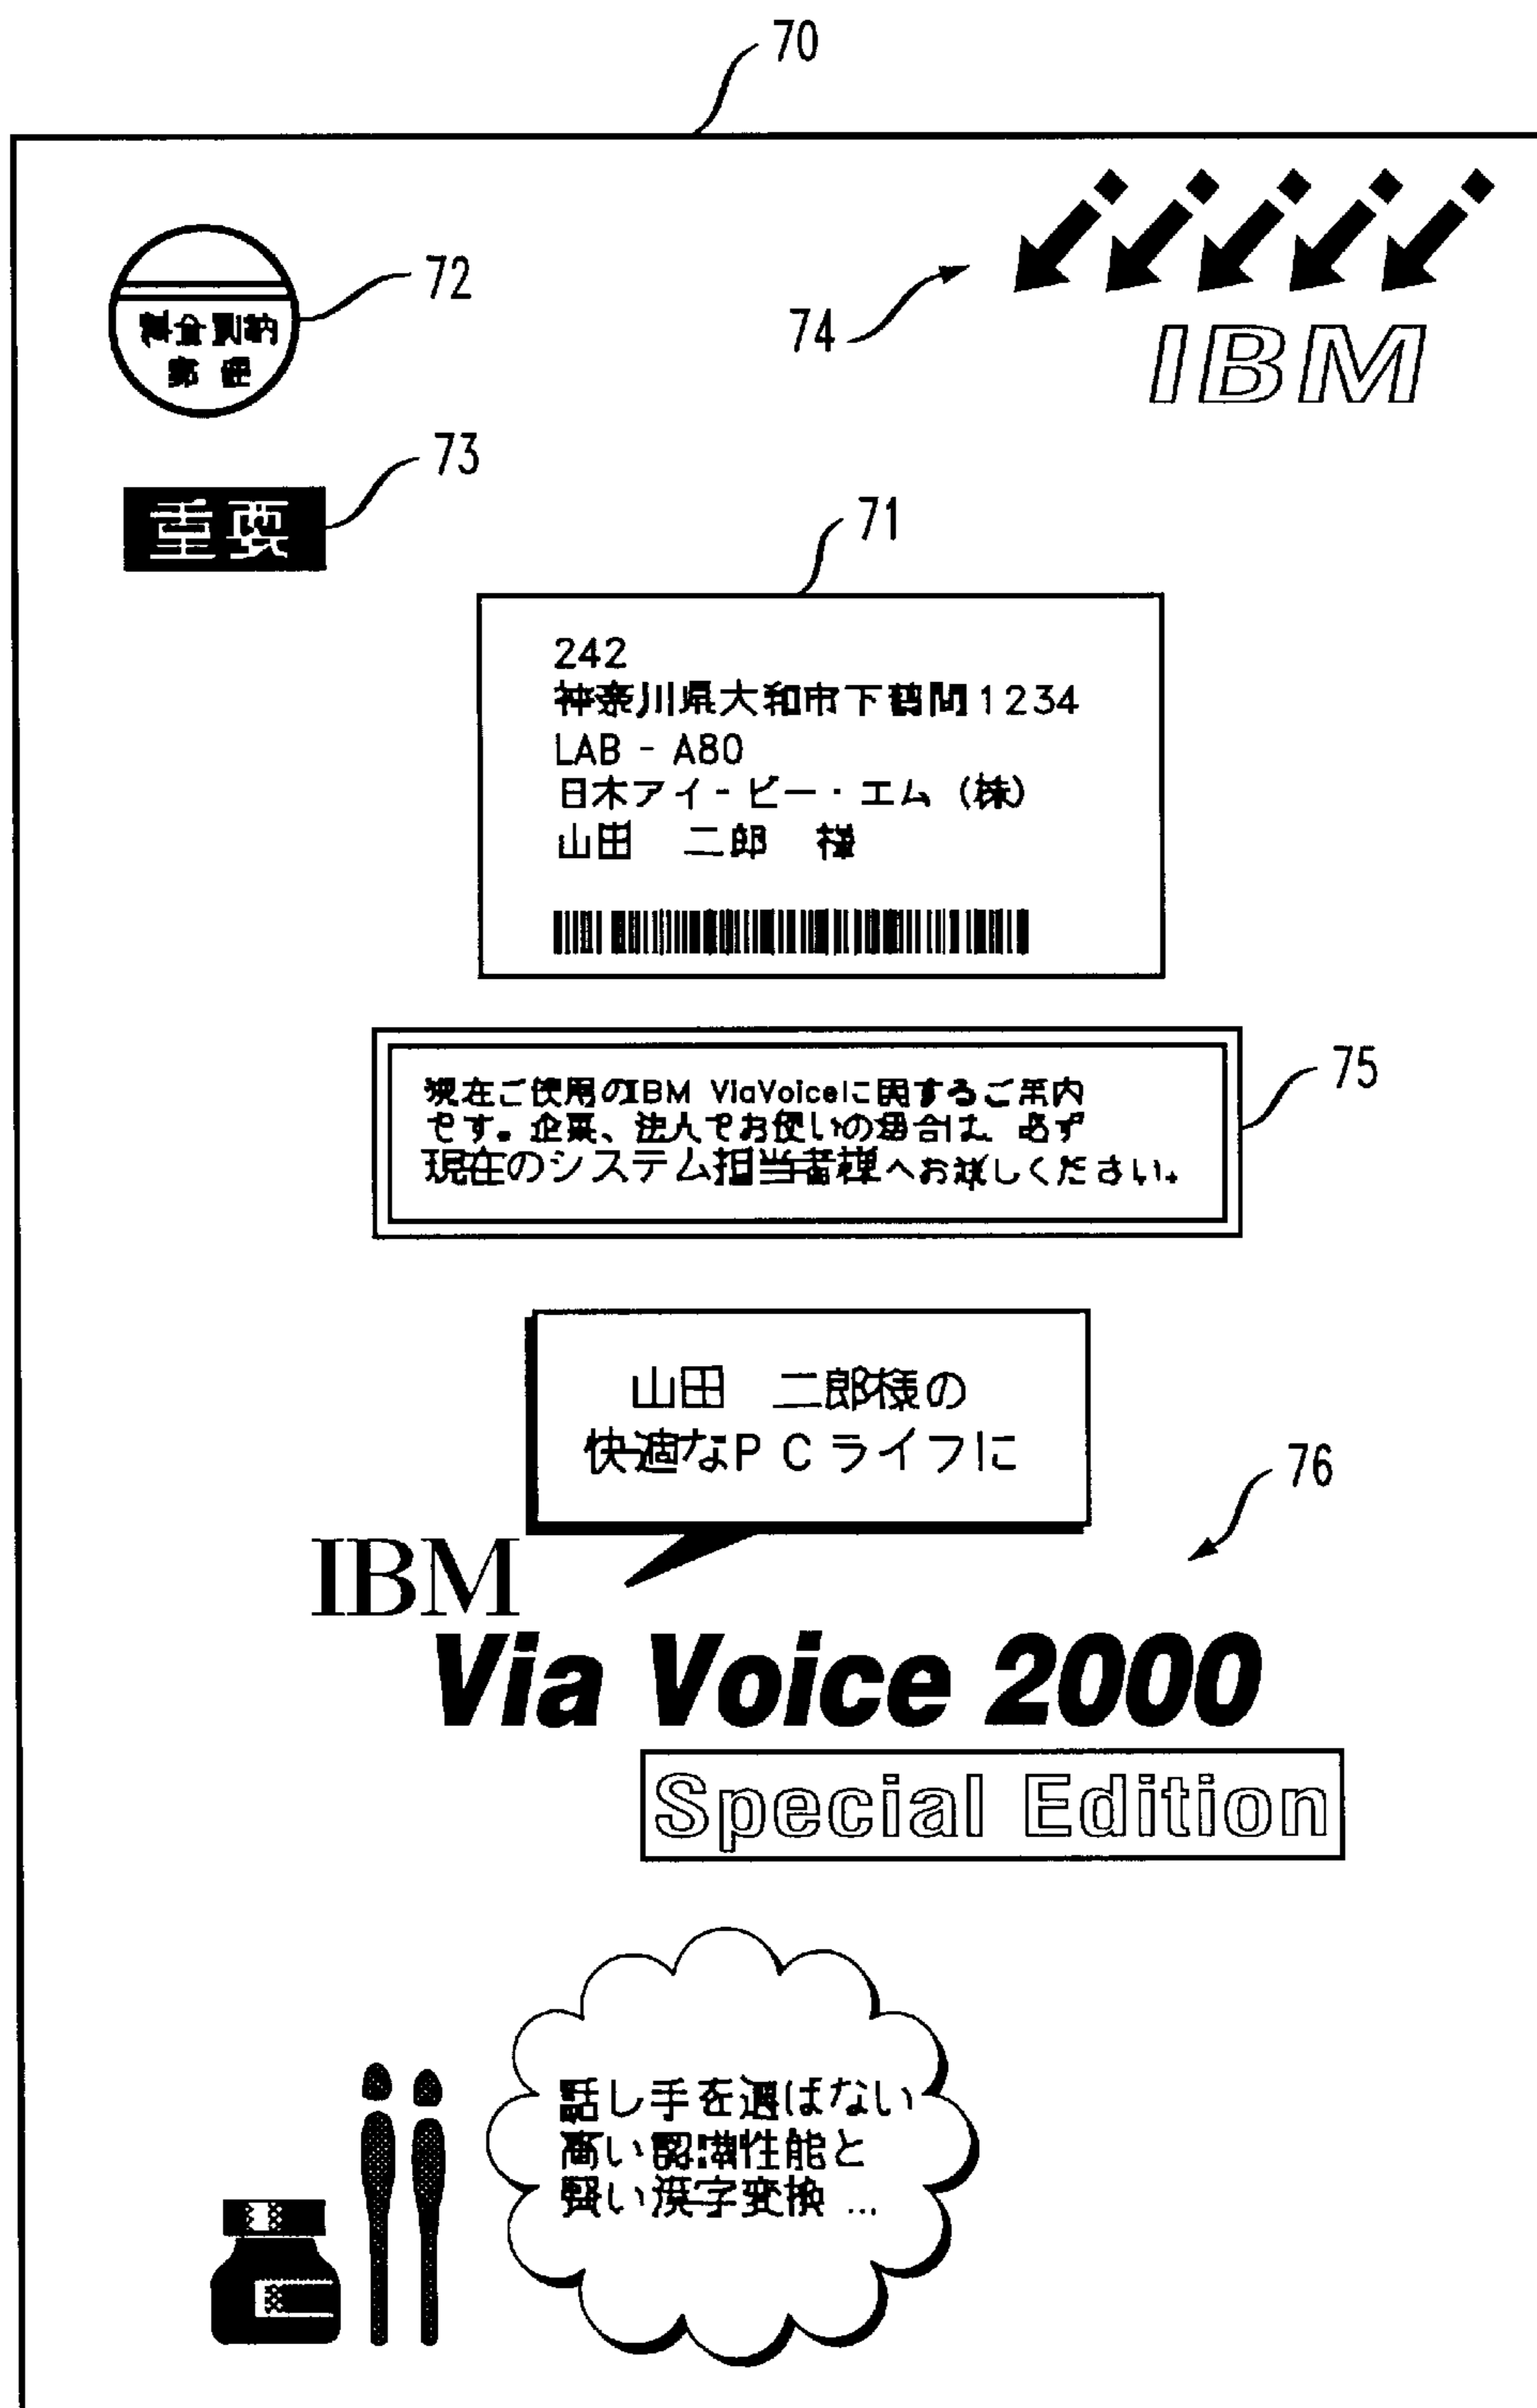 70
72
料金別納
郵便
74
IBM
73
重要
71
242
神奈川県大和市下鶴間1234
LAB - A80
日本アイ-ビー・エム (株)
山田 二郎 様
75
現在ご使用のIBM ViaVoiceに関するご案内
です。企業、法人でお使いの場合は、必ず
現在のシステム担当者様へお渡しください。
山田 二郎様の
快適なPCライフに
76
IBM
Via Voice 2000
Special Edition
話し手を選ばない
高い認識性能と
賢い漢字変換 ...